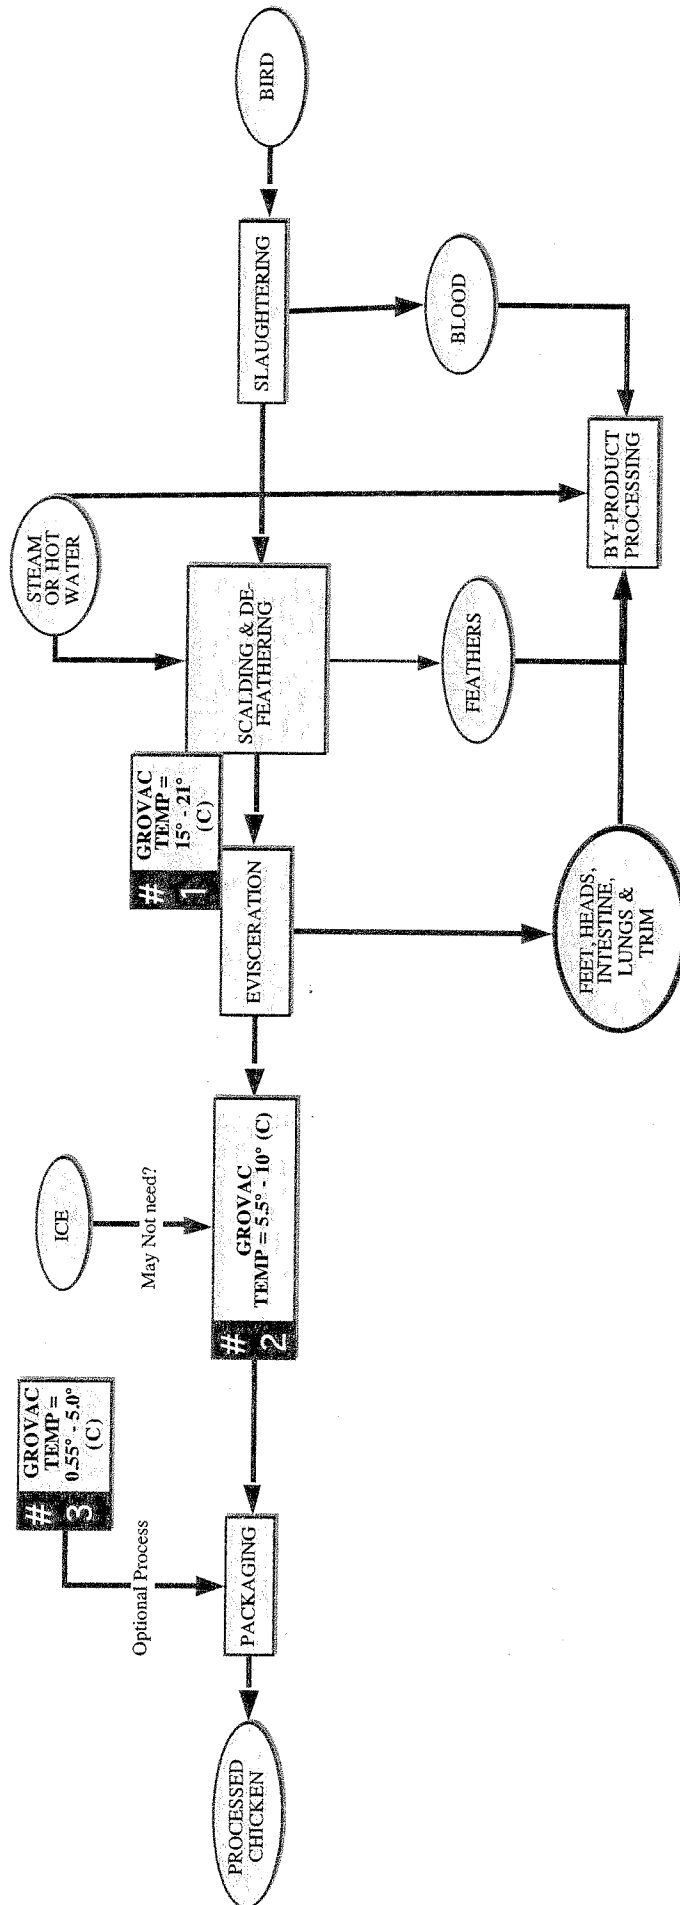 BIRD
SLAUGHTERING
BLOOD
STEAM
OR HOT
WATER
BY-PRODUCT
PROCESSING
SCALDING & DE-
FEATHERING
FEATHERS
GROVAC
TEMP =
15° - 21°
(C)
#
1
EVISCERATION
FEET, HEADS,
INTESTINE,
LUNGS &
TRIM
ICE
May Not need?
GROVAC
TEMP = 5.5° - 10° (C)
#
2
GROVAC
TEMP =
0.55° - 5.0°
(C)
#
3
Optional Process
PACKAGING
PROCESSED
CHICKEN